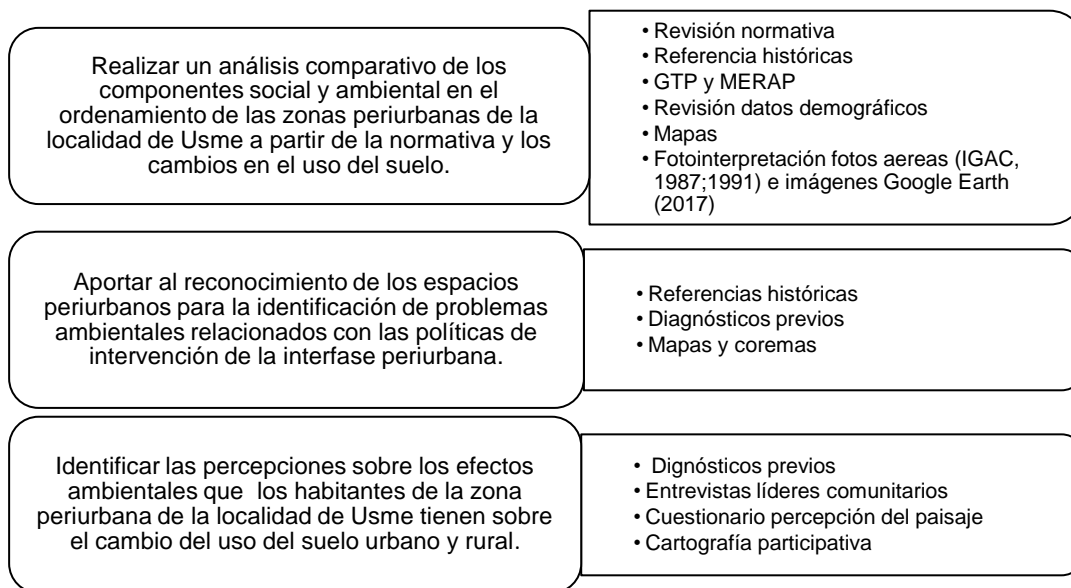 Realizar un análisis comparativo de los
componentes social y ambiental en el
ordenamiento de las zonas periurbanas de la
localidad de Usme a partir de la normativa y los
cambios en el uso del suelo.
• Revisión normativa
• Referencia históricas
• GTP y MERAP
• Revisión datos demográficos
• Mapas
• Fotointerpretación fotos aereas (IGAC,
1987;1991) e imágenes Google Earth
(2017)
Aportar al reconocimiento de los espacios
periurbanos para la identificación de problemas
ambientales relacionados con las políticas de
intervención de la interfase periurbana.
• Referencias históricas
• Diagnósticos previos
• Mapas y coremas
Identificar las percepciones sobre los efectos
ambientales que los habitantes de la zona
periurbana de la localidad de Usme tienen sobre
el cambio del uso del suelo urbano y rural.
• Dignósticos previos
• Entrevistas líderes comunitarios
• Cuestionario percepción del paisaje
• Cartografía participativa